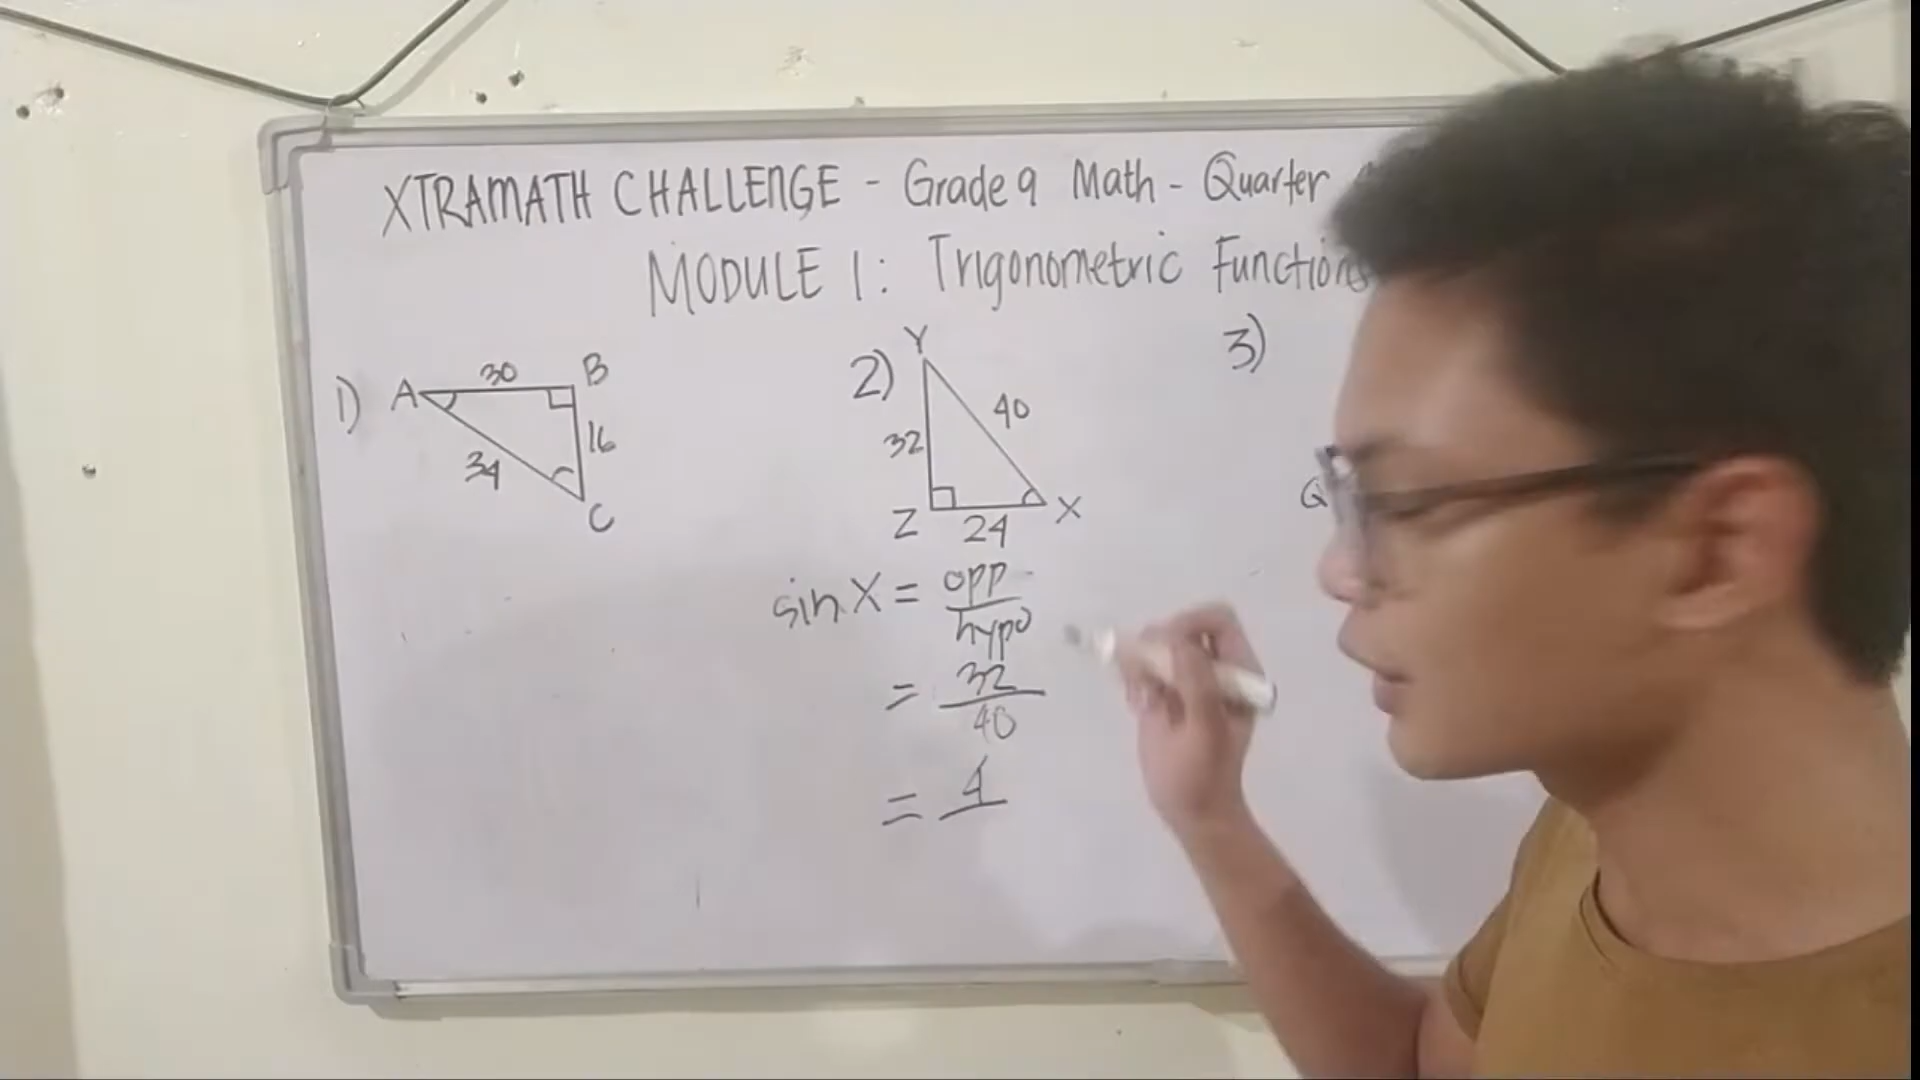 XTRAMATH CHALLENGE - Grade 9 Math - Quarter
MODULE 1: Trigonometric Functions
1)
A
30
B
16
34
C
2)
Y
40
32
Z
24
X
sin X = opp
hypo
= 32
40
= 4
3)
Q